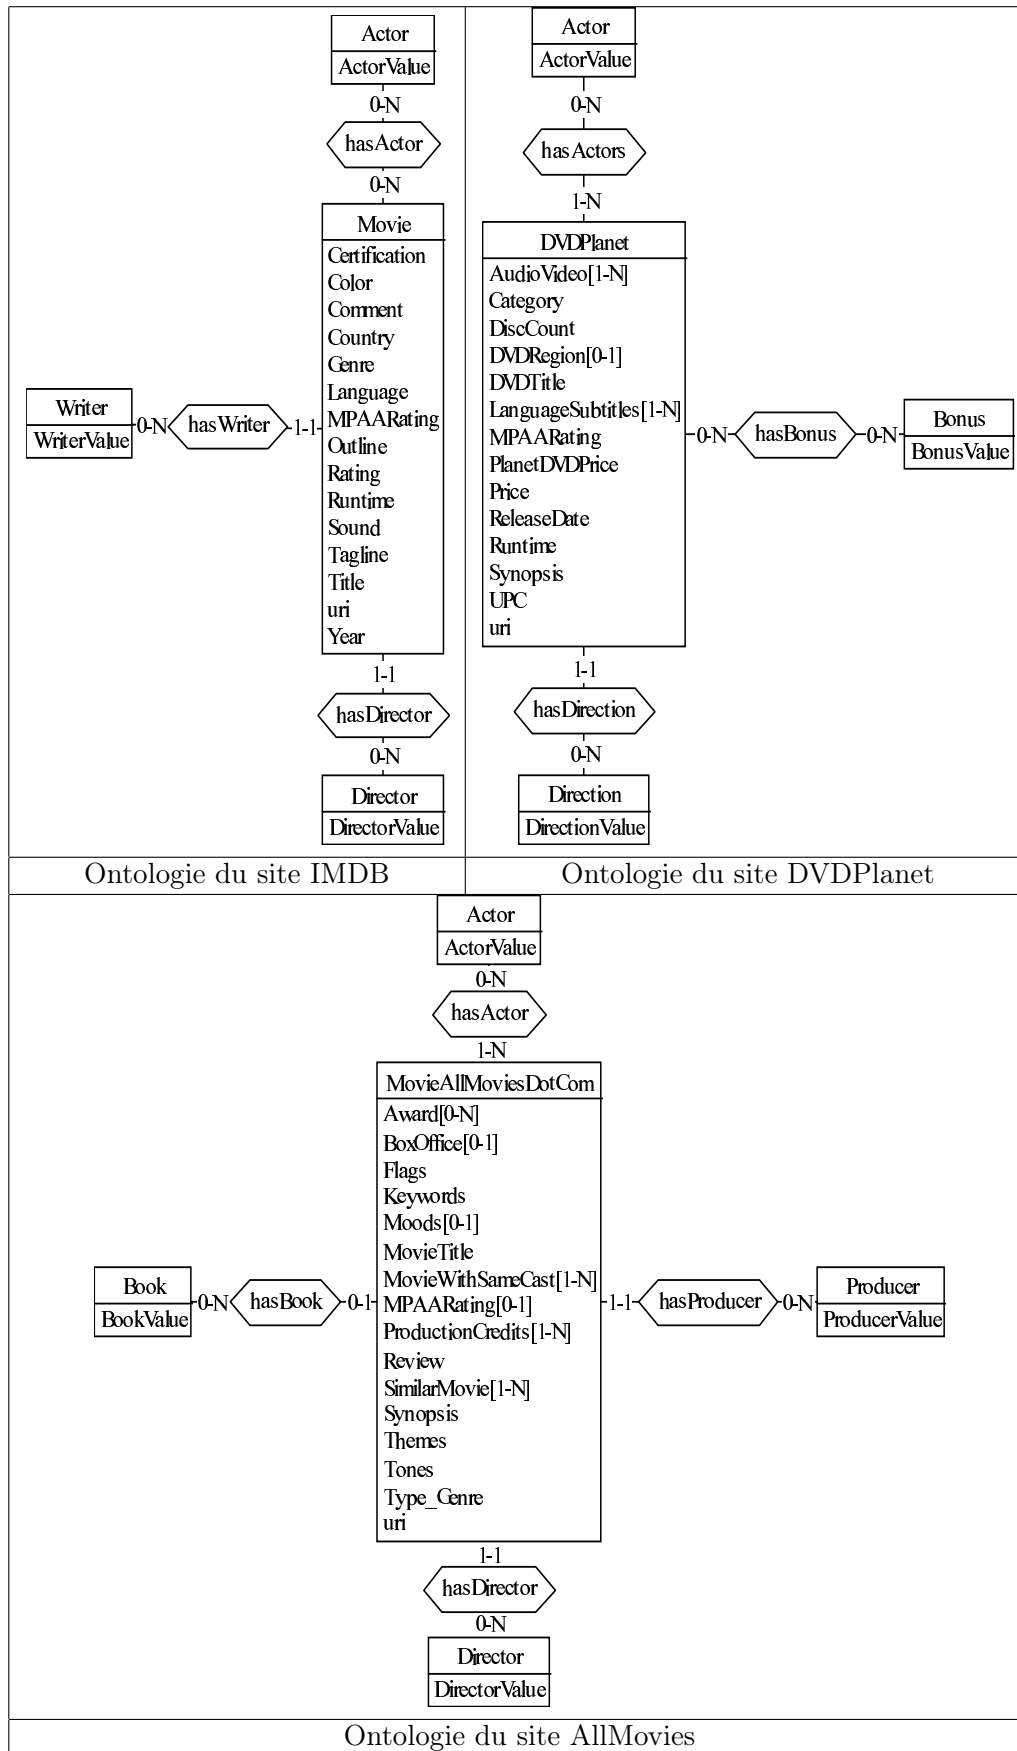 Actor
ActorValue
0-N
hasActor
0-N
Movie
Certification
Color
Comment
Country
Genre
Language
MPAARating
Outline
Rating
Runtime
Sound
Tagline
Title
uri
Year
Writer
WriterValue
0-N
hasWriter
1-1
1-1
hasDirector
0-N
Director
DirectorValue
Ontologie du site IMDB
Actor
ActorValue
0-N
hasActors
1-N
DVDPlanet
AudioVideo[1-N]
Category
DiscCount
DVDRegion[0-1]
DVDTitle
LanguageSubtitles[1-N]
MPAARating
PlanetDVDPrice
Price
ReleaseDate
Runtime
Synopsis
UPC
uri
0-N
hasBonus
0-N
Bonus
BonusValue
1-1
hasDirection
0-N
Direction
DirectionValue
Ontologie du site DVDPlanet
Actor
ActorValue
0-N
hasActor
1-N
MovieAllMoviesDotCom
Award[0-N]
BoxOffice[0-1]
Flags
Keywords
Moods[0-1]
MovieTitle
MovieWithSameCast[1-N]
MPAARating[0-1]
ProductionCredits[1-N]
Review
SimilarMovie[1-N]
Synopsis
Themes
Tones
Type_Genre
uri
Book
BookValue
0-N
hasBook
0-1
1-1
hasProducer
0-N
Producer
ProducerValue
1-1
hasDirector
0-N
Director
DirectorValue
Ontologie du site AllMovies